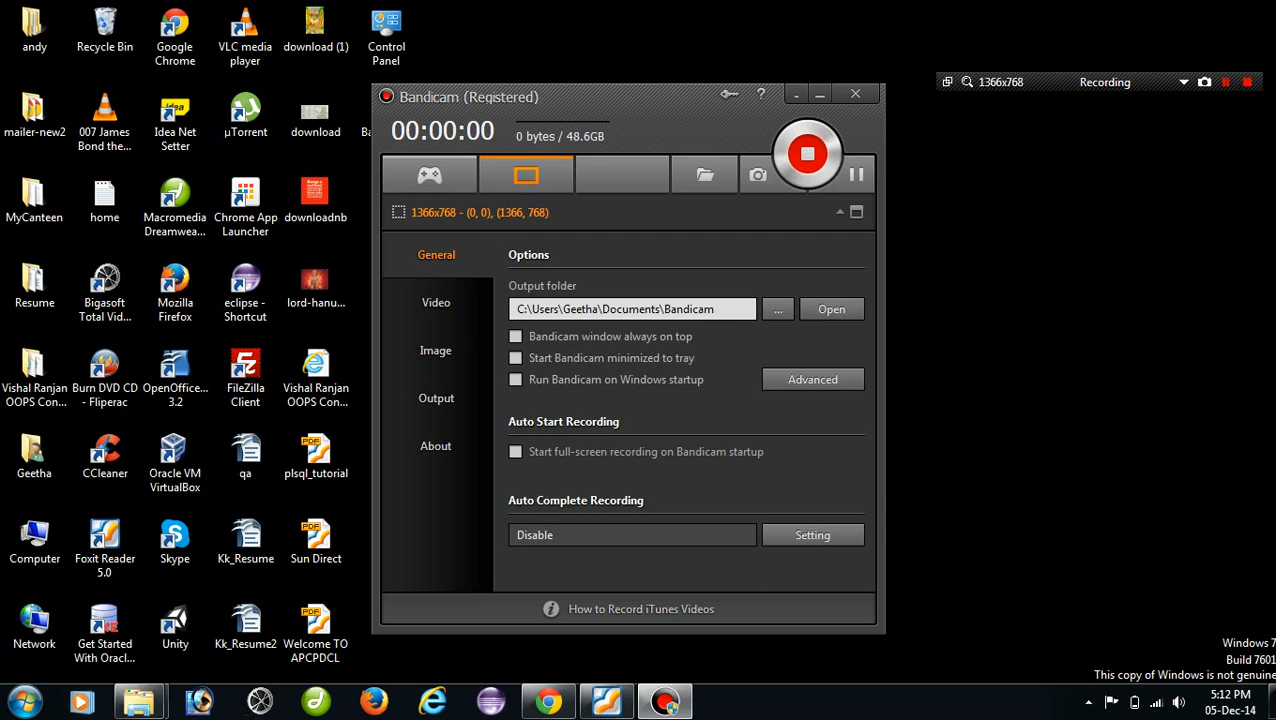 andy
Recycle Bin
Google
Chrome
VLC media
player
download (1)
Control
Panel
mailer-new2
007 James
Bond the...
Idea Net
Setter
µTorrent
download
MyCanteen
home
Macromedia
Dreamwea...
Chrome App
Launcher
downloadnb
Resume
Bigasoft
Total Vid...
Mozilla
Firefox
eclipse -
Shortcut
lord-hanu...
Vishal Ranjan
OOPS Con...
Burn DVD CD
- Fliperac
OpenOffice...
3.2
FileZilla
Client
Vishal Ranjan
OOPS Con...
Geetha
CCleaner
Oracle VM
VirtualBox
qa
plsql_tutorial
Computer
Foxit Reader
5.0
Skype
Kk_Resume
Sun Direct
Network
Get Started
With Oracl...
Unity
Kk_Resume2
Welcome TO
APCPDCL
Bandicam (Registered)
00:00:00
0 bytes / 48.6GB
1366x768 - (0, 0), (1366, 768)
General
Video
Image
Output
About
Options
Output folder
C:\Users\Geetha\Documents\Bandicam
...
Open
Bandicam window always on top
Start Bandicam minimized to tray
Run Bandicam on Windows startup
Advanced
Auto Start Recording
Start full-screen recording on Bandicam startup
Auto Complete Recording
Disable
Setting
How to Record iTunes Videos
1366x768
Recording
Windows 7
Build 7601
This copy of Windows is not genuine
5:12 PM
05-Dec-14